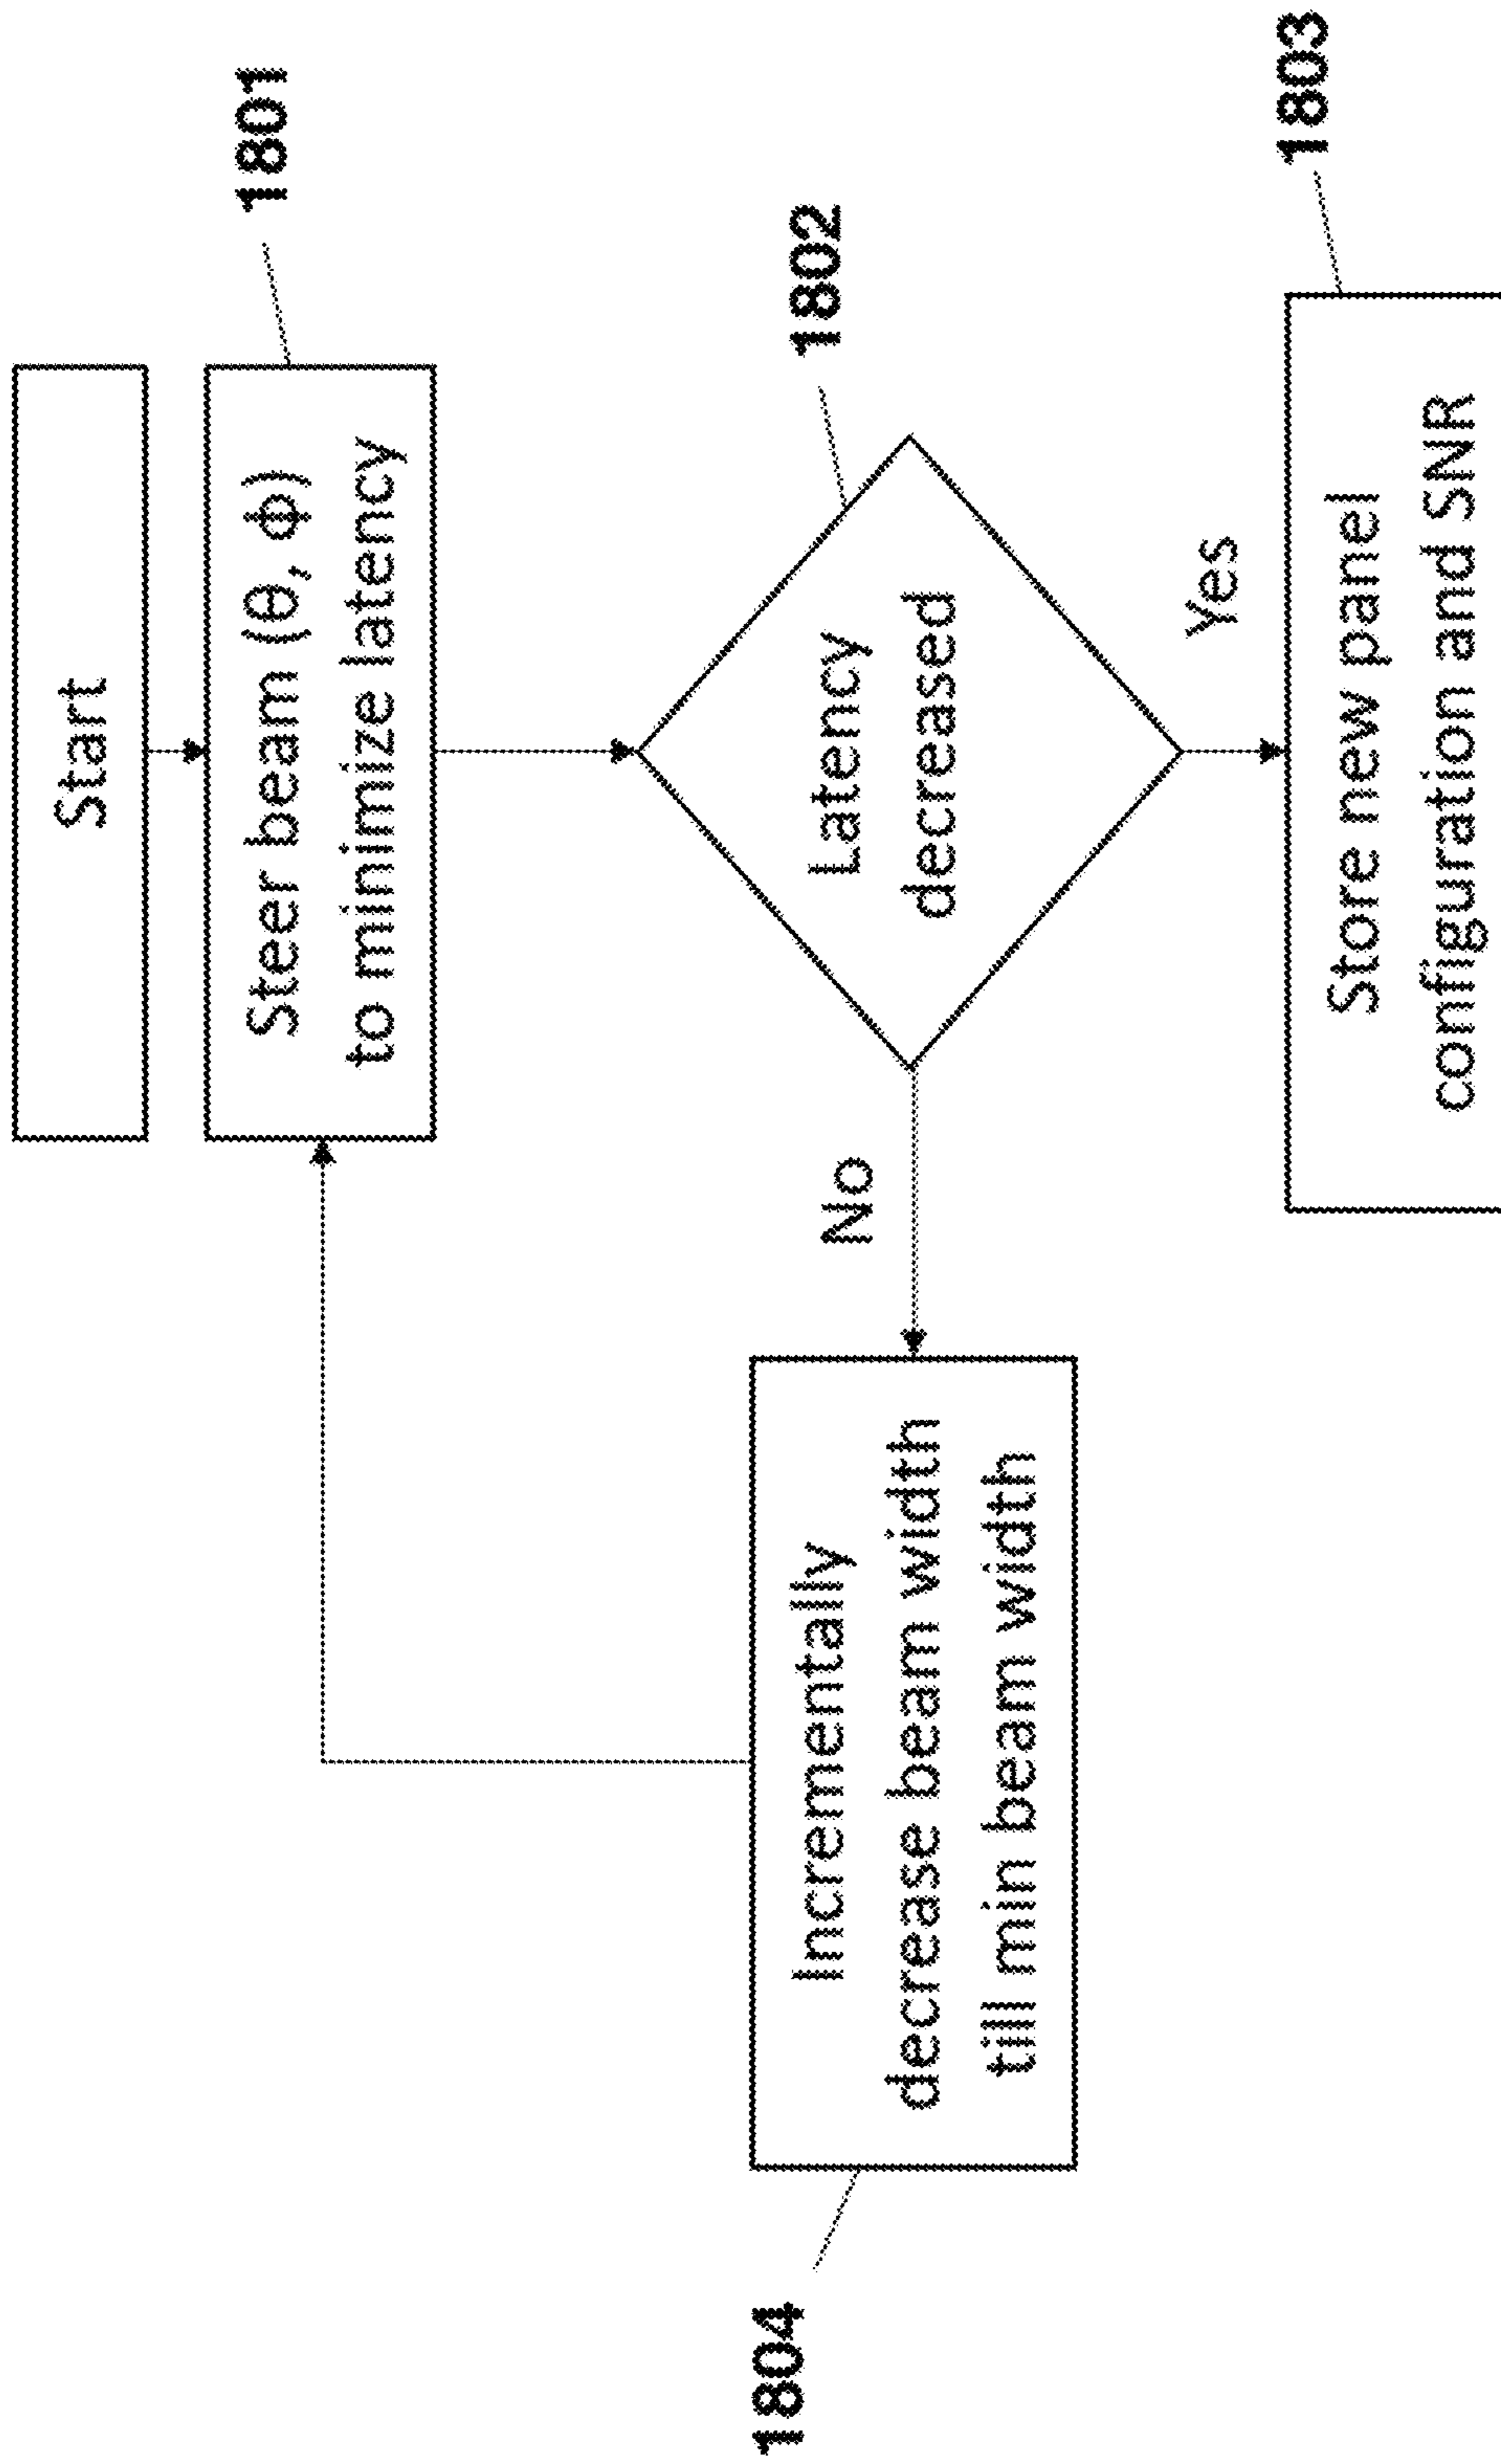 Start
1801
Steer beam (θ, ϕ)
to minimize latency
1802
Latency
decreased
No
Yes
1804
Incrementally
decrease beam width
till min beam width
1803
Store new panel
configuration and SNR